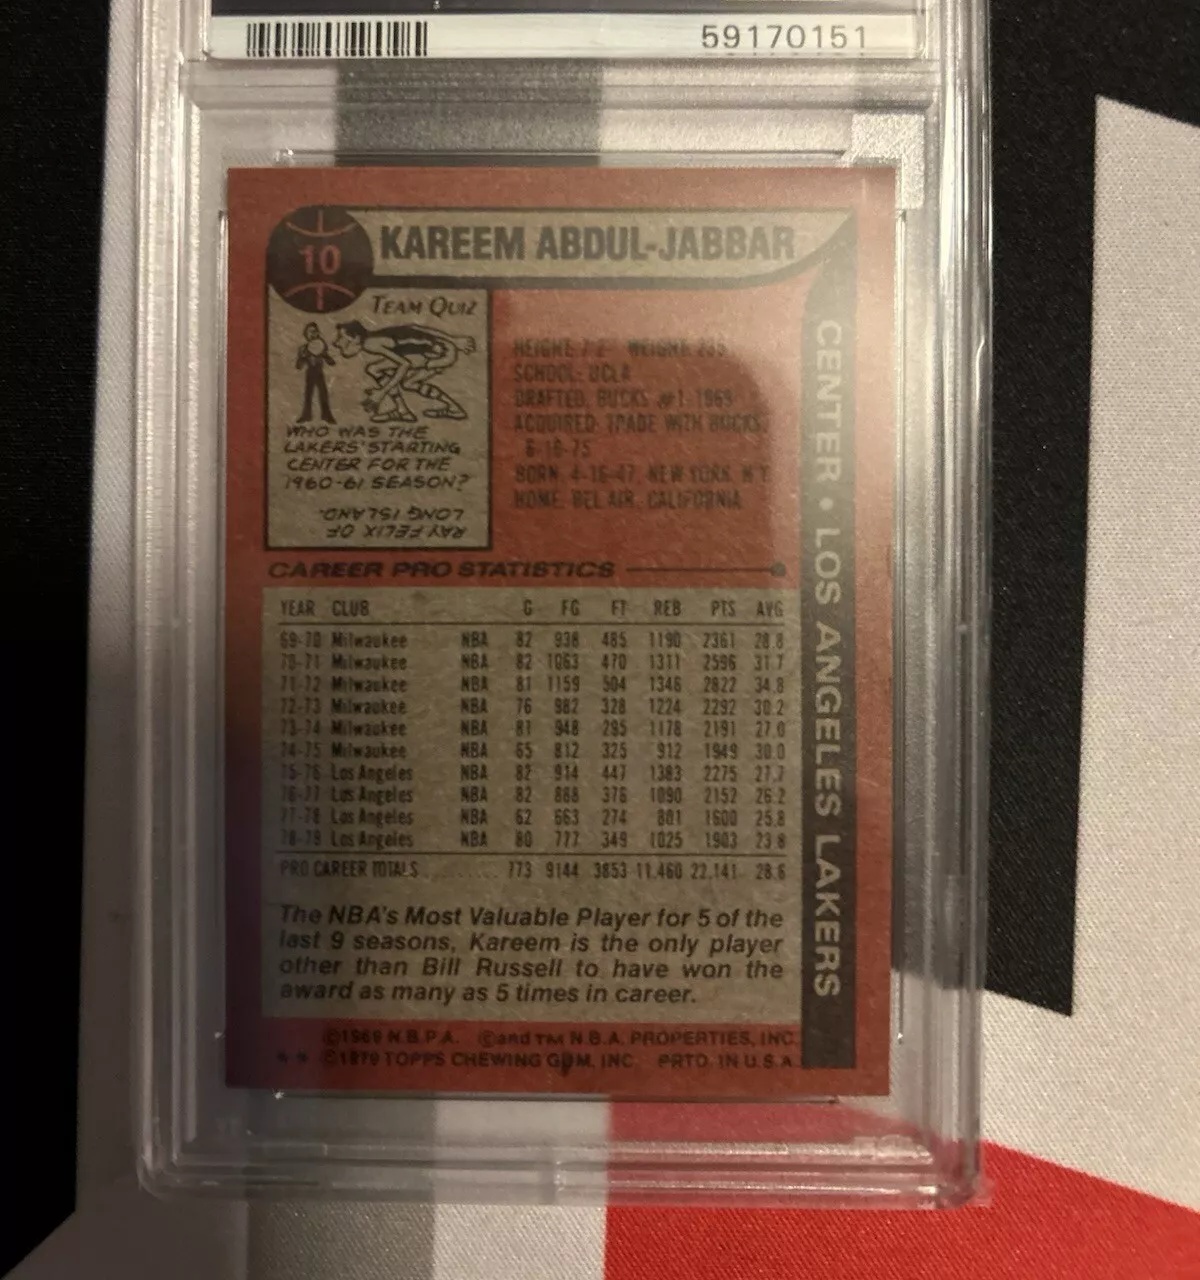 59170151
10
KAREEM ABDUL-JABBAR
TEAM QUIZ
WHO WAS THE
LAKERS' STARTING
CENTER FOR THE
1960-61 SEASON?
RAY FELIX OF
LONG ISLAND.
HEIGHT: 7'2" WEIGHT:
SCHOOL: UCLA
DRAFTED: BUCKS #1-1969
ACQUIRED: TRADE WITH BUCKS,
6-16-75
BORN: 4-16-47, NEW YORK, N.Y.
HOME: BEL AIR, CALIFORNIA
CENTER • LOS ANGELES LAKERS
CAREER PRO STATISTICS
YEAR CLUB G FG FT REB PTS AVG
69-70 Milwaukee NBA 82 938 485 1190 2361 28.8
70-71 Milwaukee NBA 82 1063 470 1311 2596 31.7
71-72 Milwaukee NBA 81 1159 504 1346 2822 34.8
72-73 Milwaukee NBA 76 982 328 1224 2292 30.2
73-74 Milwaukee NBA 81 948 295 1178 2191 27.0
74-75 Milwaukee NBA 65 812 325 912 1949 30.0
75-76 Los Angeles NBA 82 914 447 1383 2275 27.7
76-77 Los Angeles NBA 82 888 376 1090 2152 26.2
77-78 Los Angeles NBA 62 663 274 801 1600 25.8
78-79 Los Angeles NBA 80 777 349 1025 1903 23.8
PRO CAREER TOTALS .......... 773 9144 3853 11,460 22,141 28.6
The NBA's Most Valuable Player for 5 of the
last 9 seasons, Kareem is the only player
other than Bill Russell to have won the
award as many as 5 times in career.
©1969 N.B.P.A. ©and TM N.B.A. PROPERTIES, INC.
** ©1979 TOPPS CHEWING GUM, INC. PRTD. IN U.S.A.